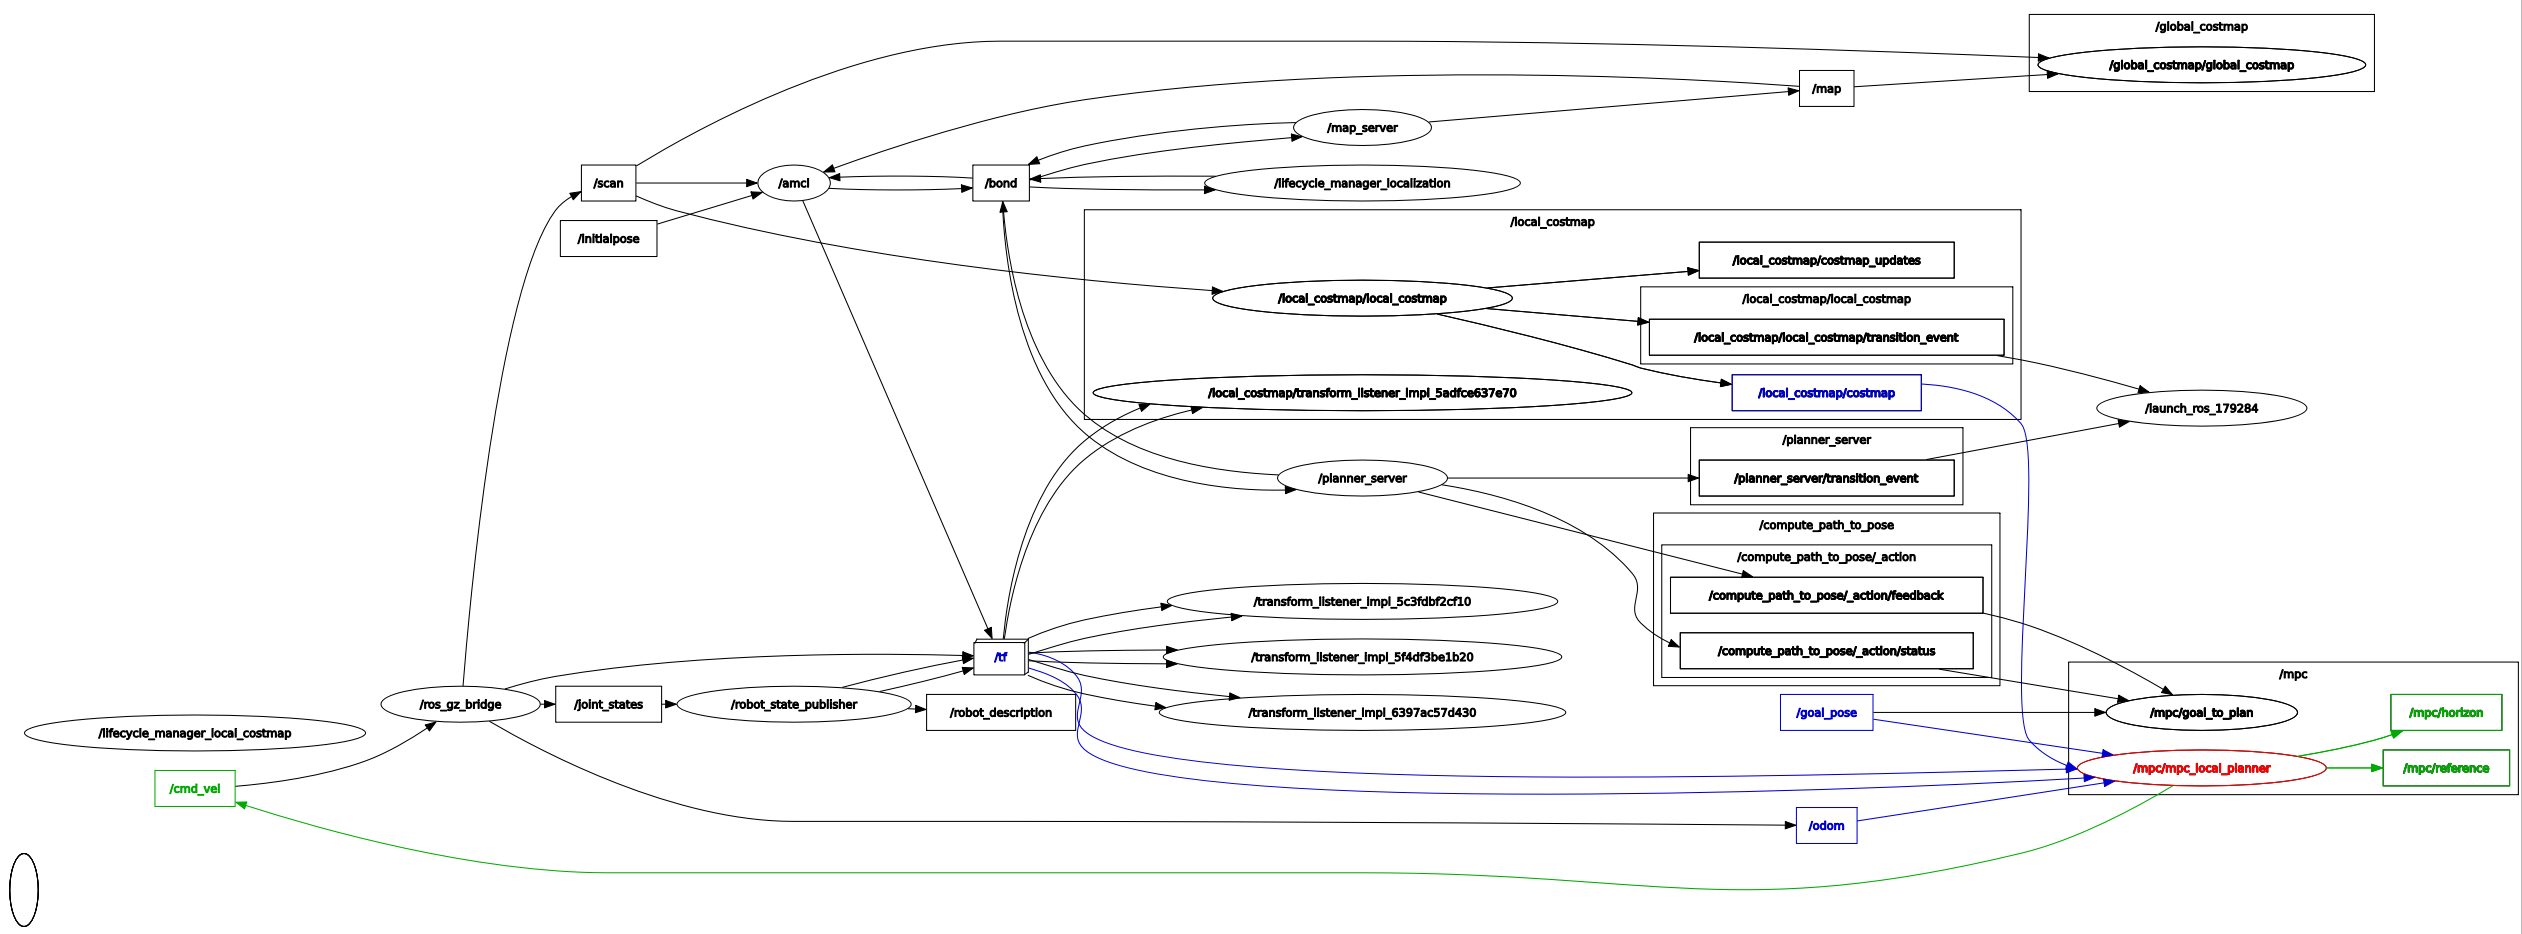 /global_costmap
/global_costmap/global_costmap
/map
/map_server
/scan
/amcl
/bond
/lifecycle_manager_localization
/initialpose
/local_costmap
/local_costmap/costmap_updates
/local_costmap/local_costmap
/local_costmap/local_costmap
/local_costmap/local_costmap/transition_event
/local_costmap/transform_listener_impl_5adfce637e70
/local_costmap/costmap
/launch_ros_179284
/planner_server
/planner_server
/planner_server/transition_event
/compute_path_to_pose
/compute_path_to_pose/_action
/compute_path_to_pose/_action/feedback
/compute_path_to_pose/_action/status
/transform_listener_impl_5c3fdbf2cf10
/tf
/transform_listener_impl_5f4df3be1b20
/transform_listener_impl_6397ac57d430
/ros_gz_bridge
/joint_states
/robot_state_publisher
/robot_description
/lifecycle_manager_local_costmap
/cmd_vel
/goal_pose
/mpc
/mpc/goal_to_plan
/mpc/horizon
/mpc/mpc_local_planner
/mpc/reference
/odom